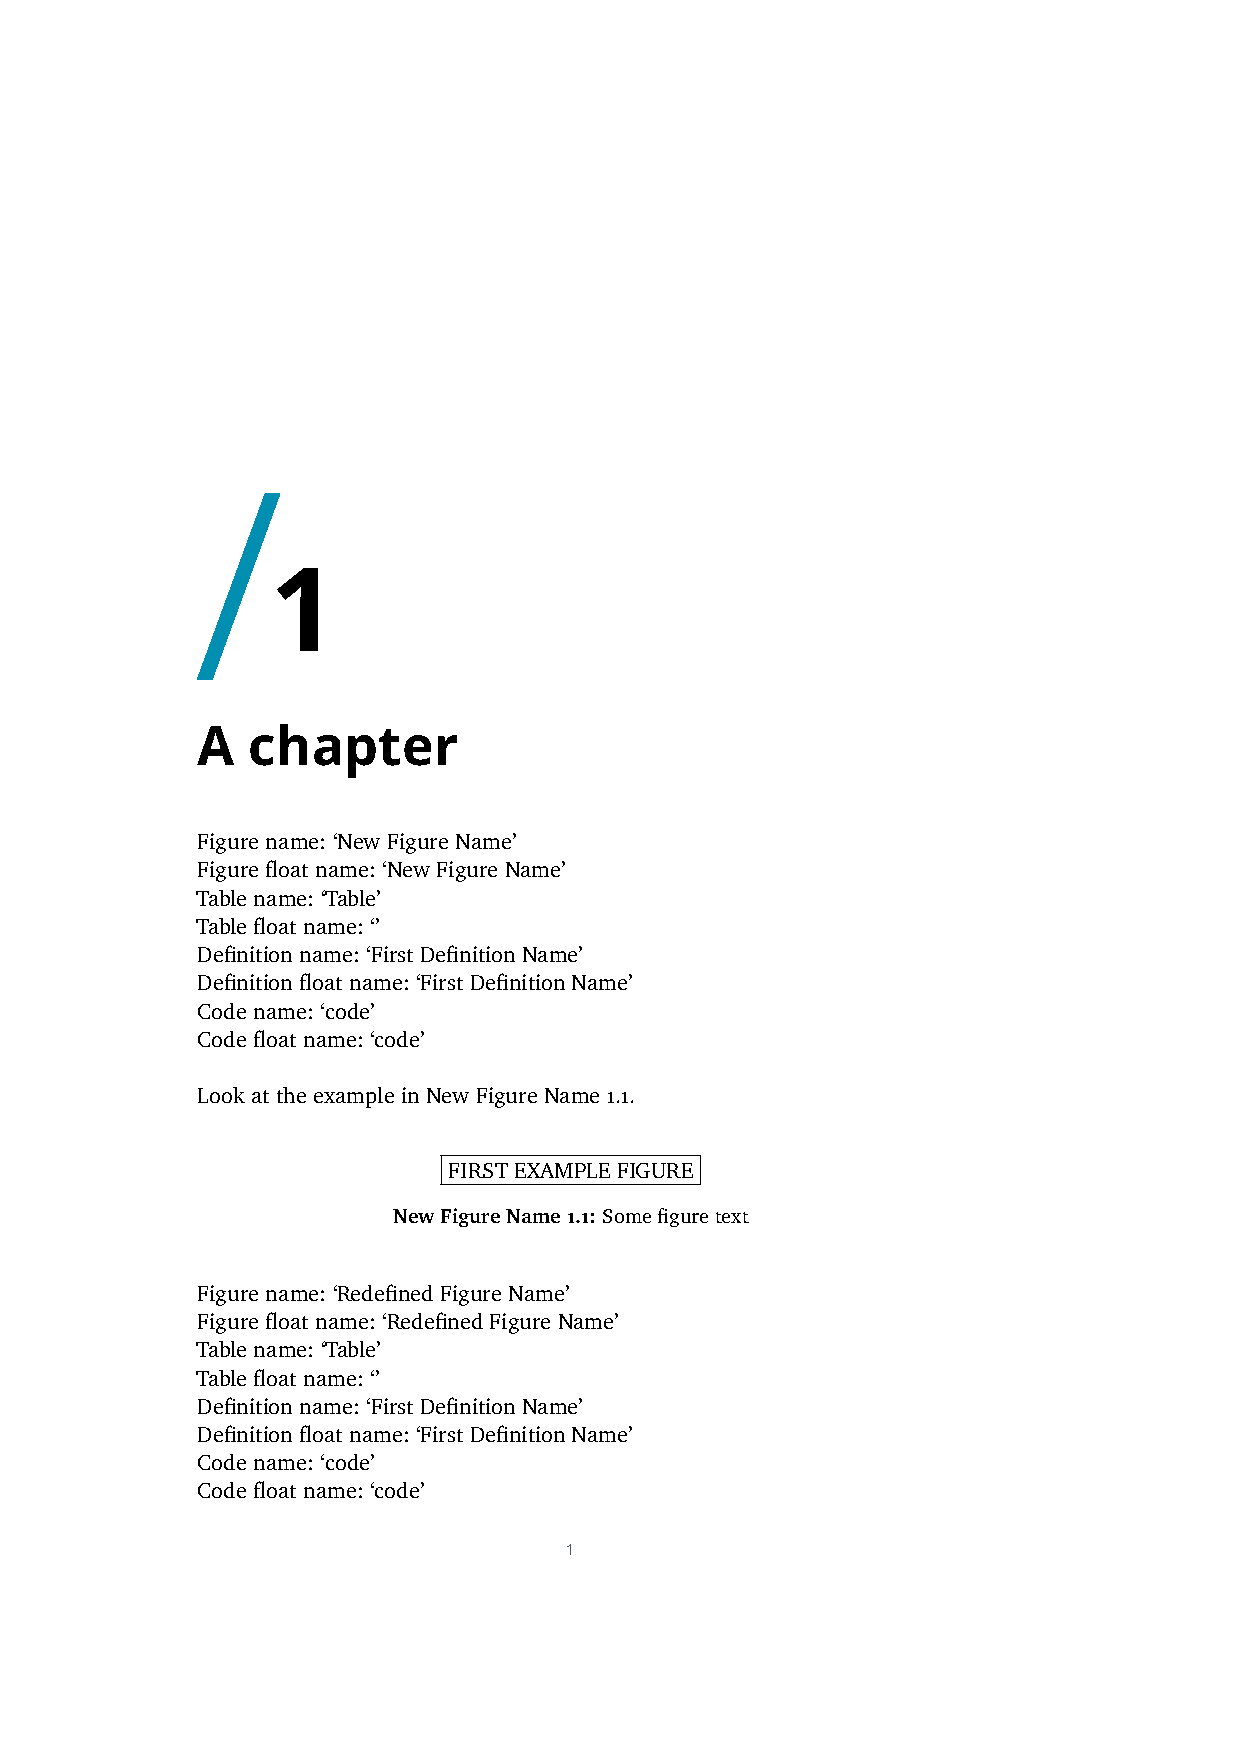 /1
A chapter
Figure name: ‘New Figure Name’
Figure float name: ‘New Figure Name’
Table name: ‘Table’
Table float name: ‘’
Definition name: ‘First Definition Name’
Definition float name: ‘First Definition Name’
Code name: ‘code’
Code float name: ‘code’
Look at the example in New Figure Name 1.1.
FIRST EXAMPLE FIGURE
New Figure Name 1.1: Some figure text
Figure name: ‘Redefined Figure Name’
Figure float name: ‘Redefined Figure Name’
Table name: ‘Table’
Table float name: ‘’
Definition name: ‘First Definition Name’
Definition float name: ‘First Definition Name’
Code name: ‘code’
Code float name: ‘code’
1